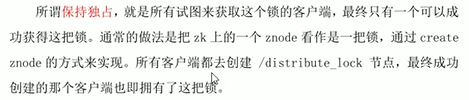 所谓保持独占，就是所有试图来获取这个锁的客户端，最终只有一个可以成
功获得这把锁。通常的做法是把 zk 上的一个 znode 看作是一把锁，通过 create
znode 的方式来实现。所有客户端都去创建 /distribute_lock 节点，最终成功
创建的那个客户端也即拥有了这把锁。